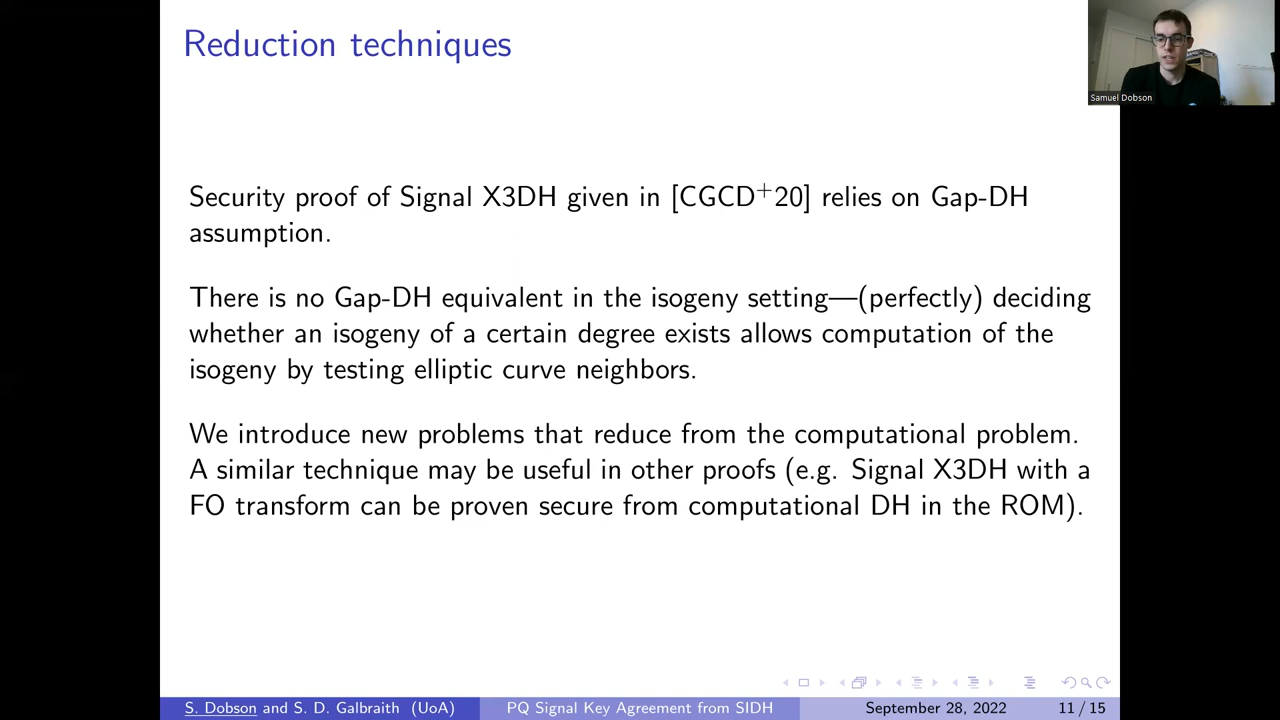 Reduction techniques
Samuel Dobson
Security proof of Signal X3DH given in [CGCD+20] relies on Gap-DH
assumption.
There is no Gap-DH equivalent in the isogeny setting—(perfectly) deciding
whether an isogeny of a certain degree exists allows computation of the
isogeny by testing elliptic curve neighbors.
We introduce new problems that reduce from the computational problem.
A similar technique may be useful in other proofs (e.g. Signal X3DH with a
FO transform can be proven secure from computational DH in the ROM).
S. Dobson and S. D. Galbraith (UoA) PQ Signal Key Agreement from SIDH September 28, 2022 11 / 15